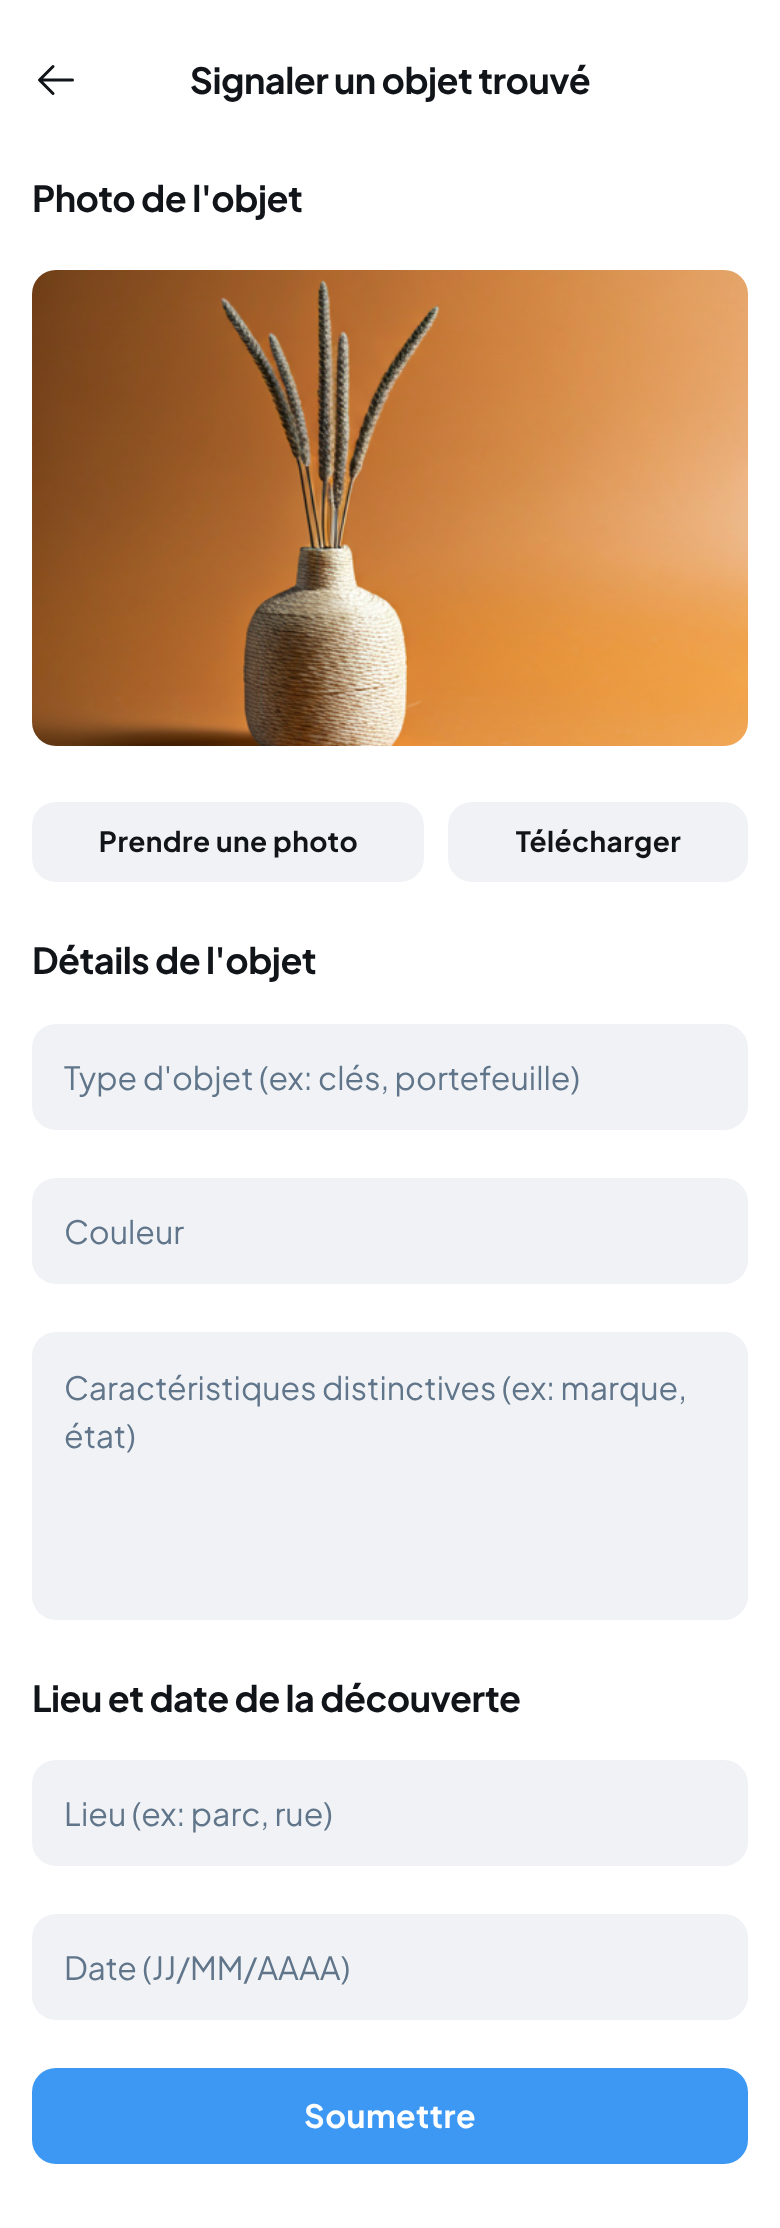 Signaler un objet trouvé
Photo de l'objet
Prendre une photo
Télécharger
Détails de l'objet
Type d'objet (ex: clés, portefeuille)
Couleur
Caractéristiques distinctives (ex: marque,
état)
Lieu et date de la découverte
Lieu (ex: parc, rue)
Date (JJ/MM/AAAA)
Soumettre